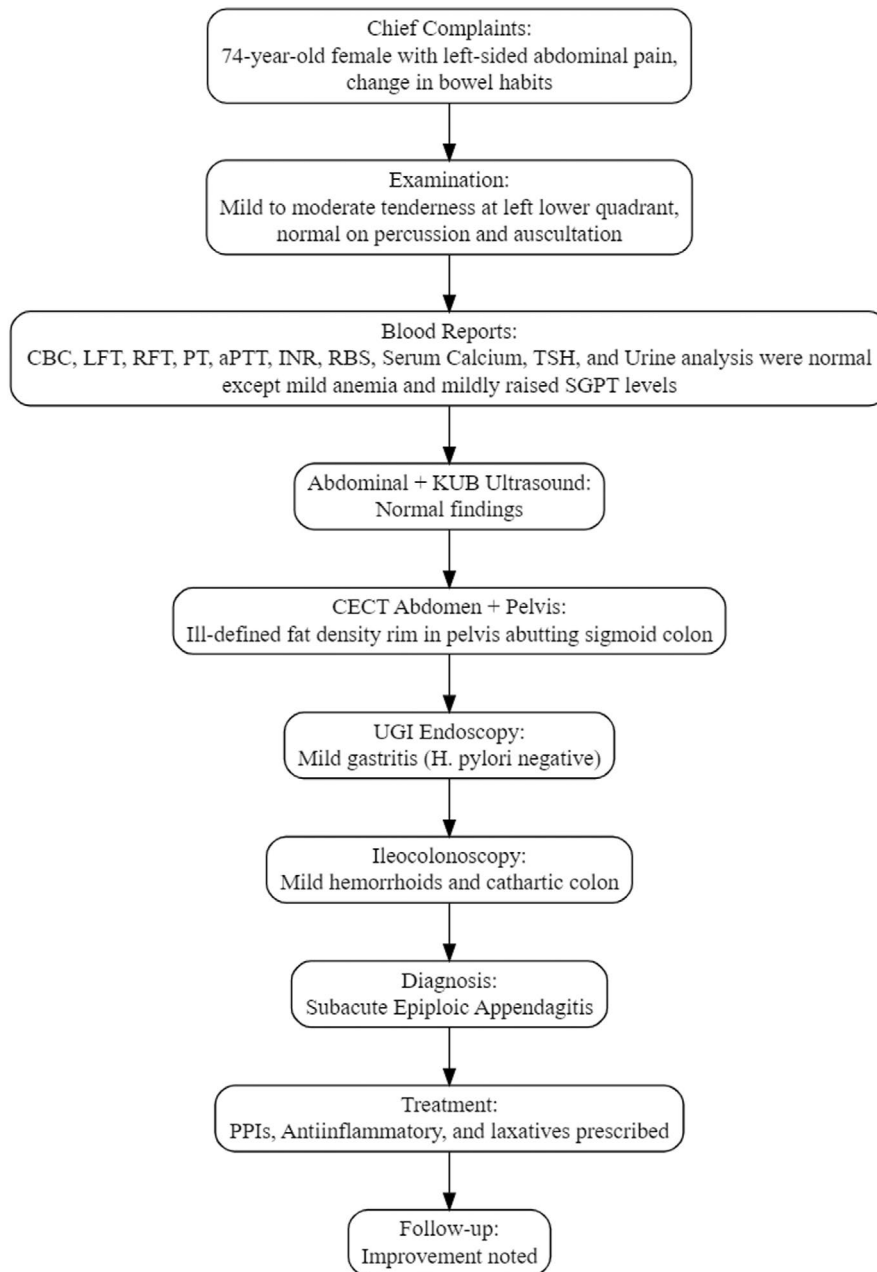 Chief Complaints:
74-year-old female with left-sided abdominal pain,
change in bowel habits
Examination:
Mild to moderate tenderness at left lower quadrant,
normal on percussion and auscultation
Blood Reports:
CBC, LFT, RFT, PT, aPTT, INR, RBS, Serum Calcium, TSH, and Urine analysis were normal
except mild anemia and mildly raised SGPT levels
Abdominal + KUB Ultrasound:
Normal findings
CECT Abdomen + Pelvis:
Ill-defined fat density rim in pelvis abutting sigmoid colon
UGI Endoscopy:
Mild gastritis (H. pylori negative)
Ileocolonoscopy:
Mild hemorrhoids and cathartic colon
Diagnosis:
Subacute Epiploic Appendagitis
Treatment:
PPIs, Antiinflammatory, and laxatives prescribed
Follow-up:
Improvement noted